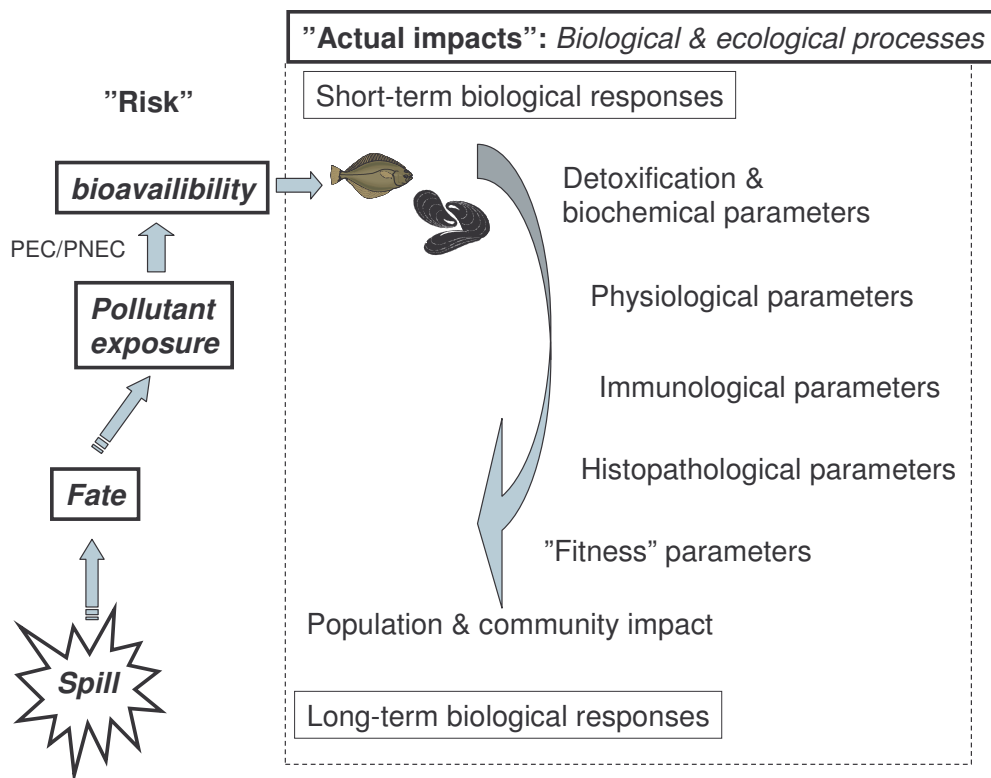 ”Actual impacts”: Biological & ecological processes
”Risk”
Short-term biological responses
bioavailibility
Detoxification &
biochemical parameters
PEC/PNEC
Pollutant
exposure
Physiological parameters
Immunological parameters
Fate
Histopathological parameters
”Fitness” parameters
Population & community impact
Spill
Long-term biological responses